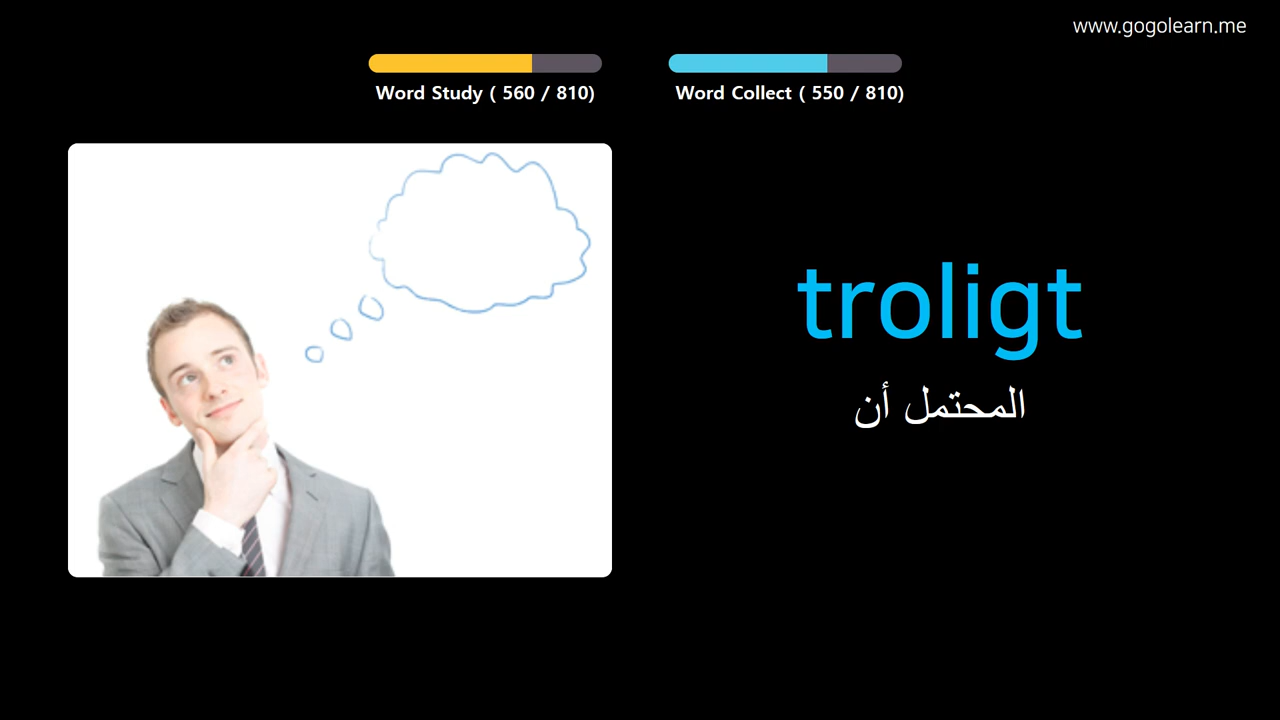 www.gogolearn.me
Word Study ( 560 / 810)
Word Collect ( 550 / 810)
troligt
المحتمل أن